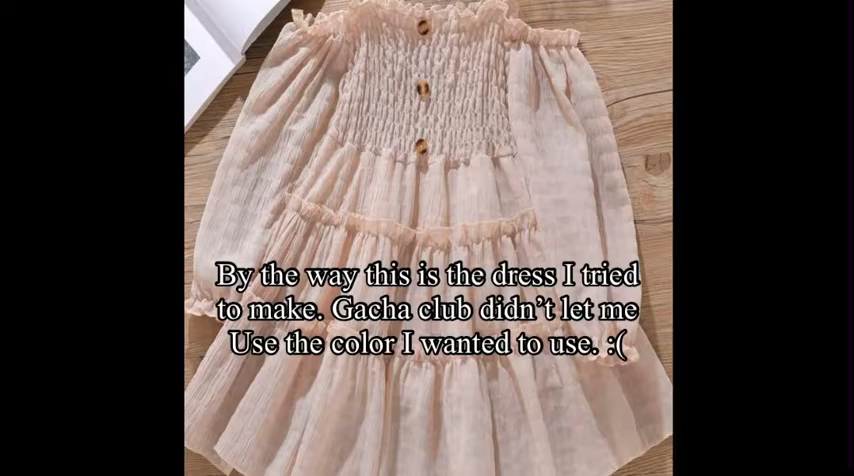 By the way this is the dress I tried
to make. Gacha club didn't let me
Use the color I wanted to use. :(